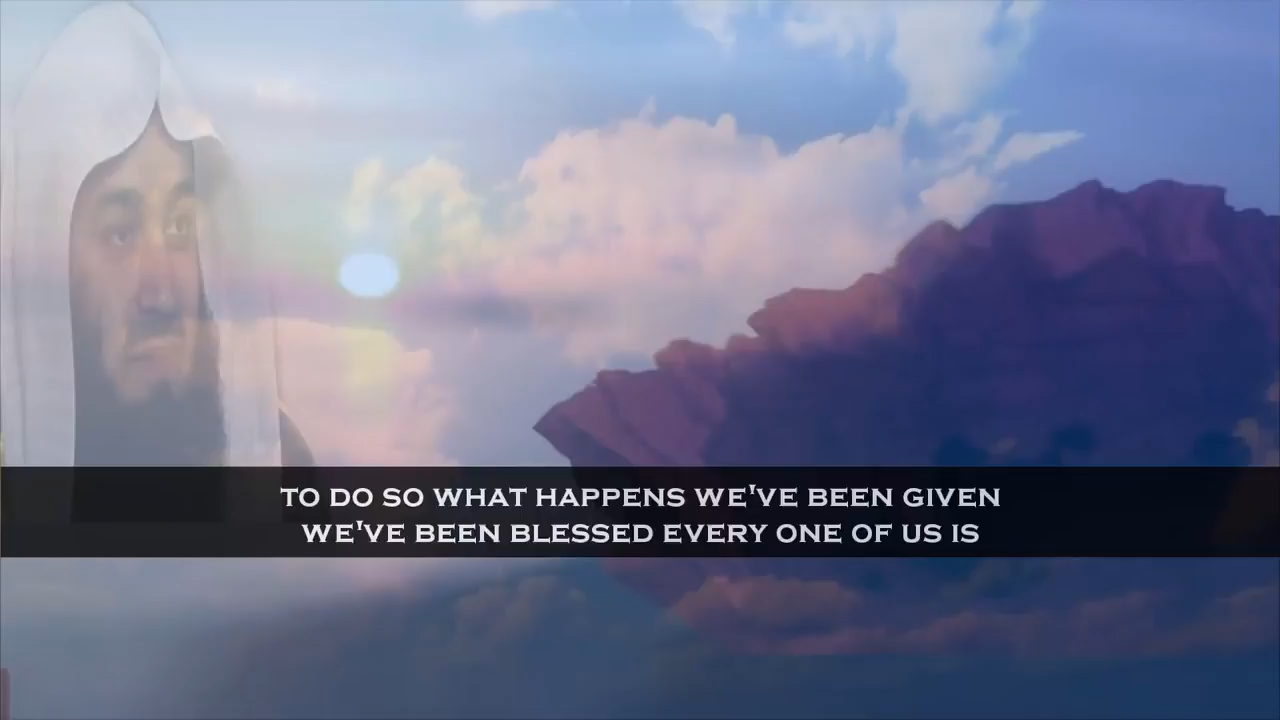 TO DO SO WHAT HAPPENS WE'VE BEEN GIVEN
WE'VE BEEN BLESSED EVERY ONE OF US IS